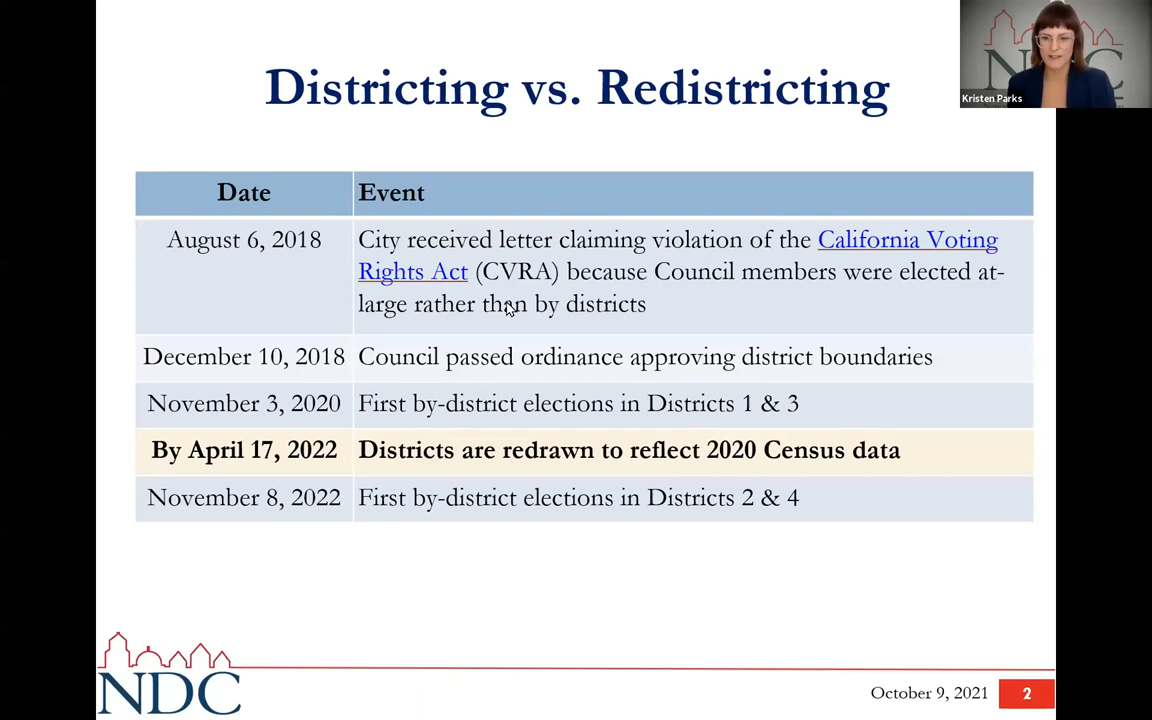 Districting vs. Redistricting
NDC
Kristen Parks
Date
Event
August 6, 2018
City received letter claiming violation of the California Voting
Rights Act (CVRA) because Council members were elected at-
large rather than by districts
December 10, 2018
Council passed ordinance approving district boundaries
November 3, 2020
First by-district elections in Districts 1 & 3
By April 17, 2022
Districts are redrawn to reflect 2020 Census data
November 8, 2022
First by-district elections in Districts 2 & 4
NDC
October 9, 2021
2